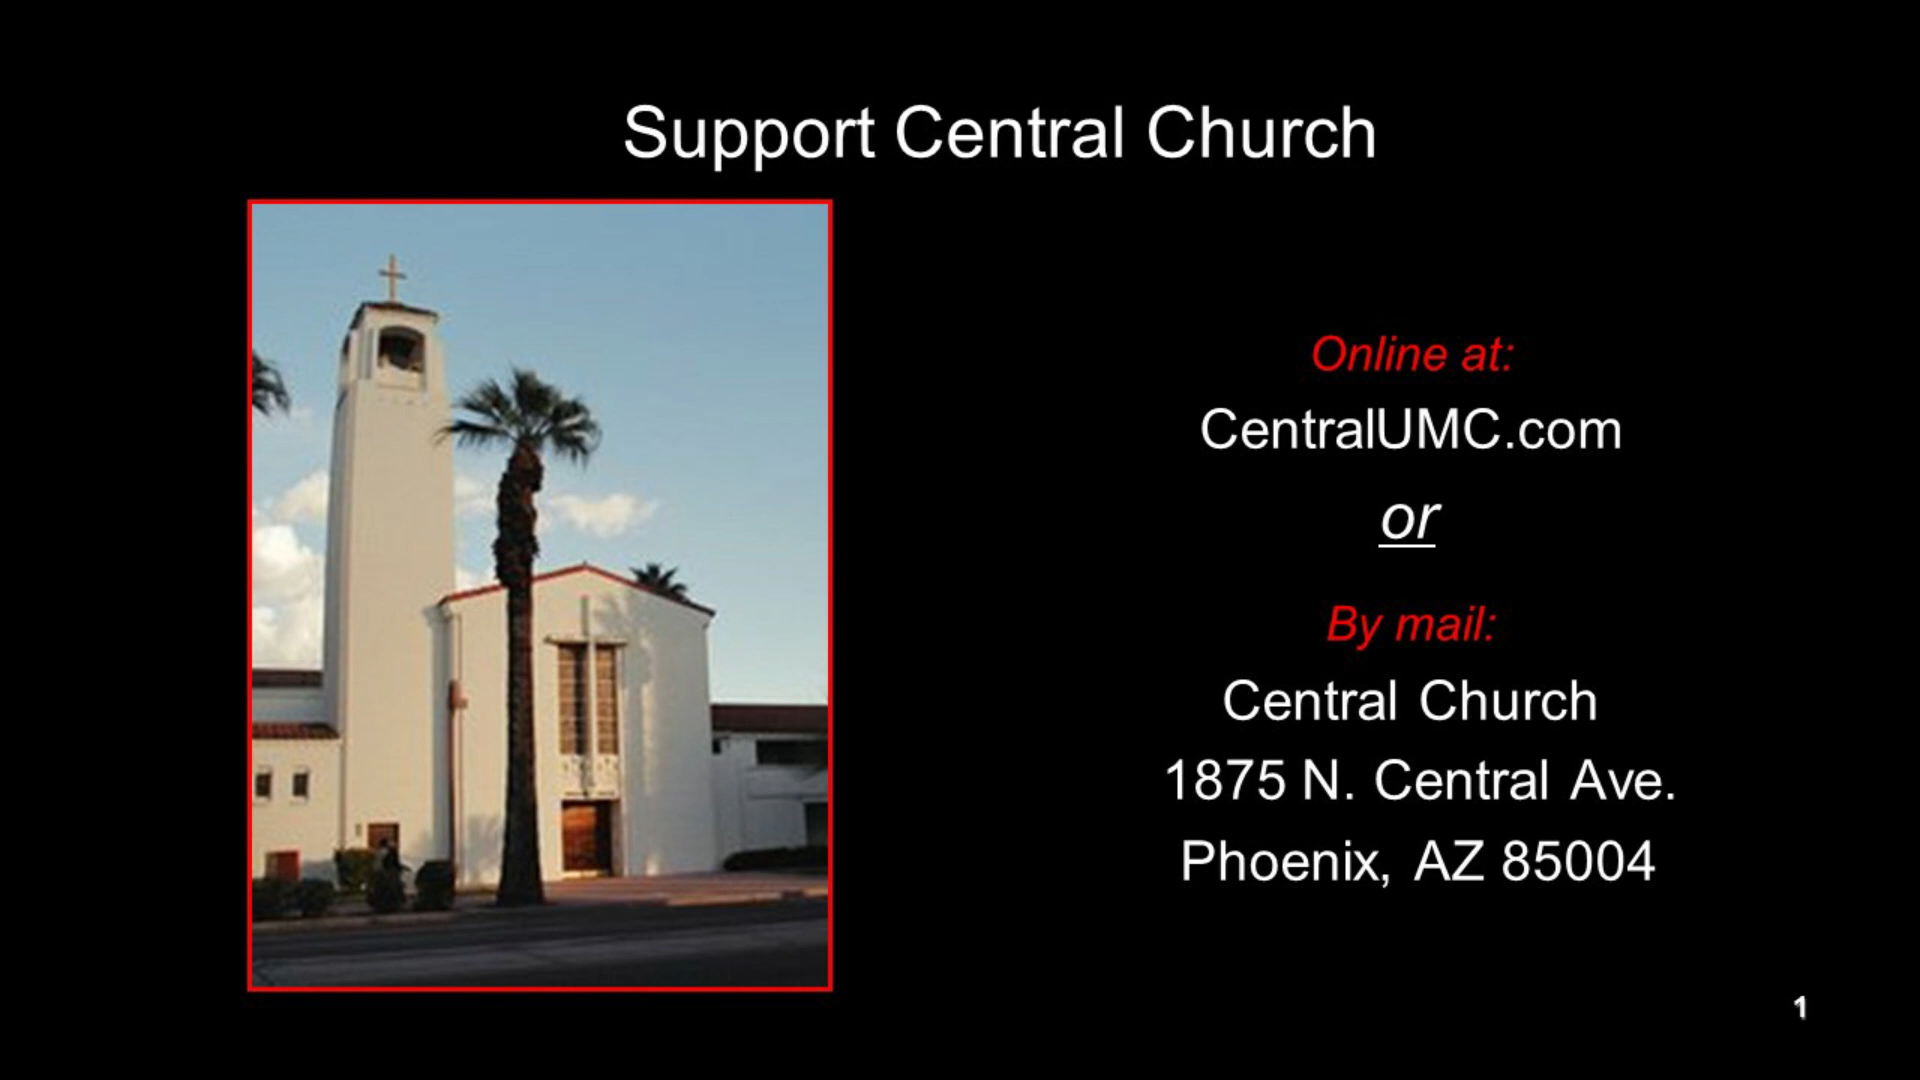 Support Central Church
Online at:
CentralUMC.com
or
By mail:
Central Church
1875 N. Central Ave.
Phoenix, AZ 85004
1